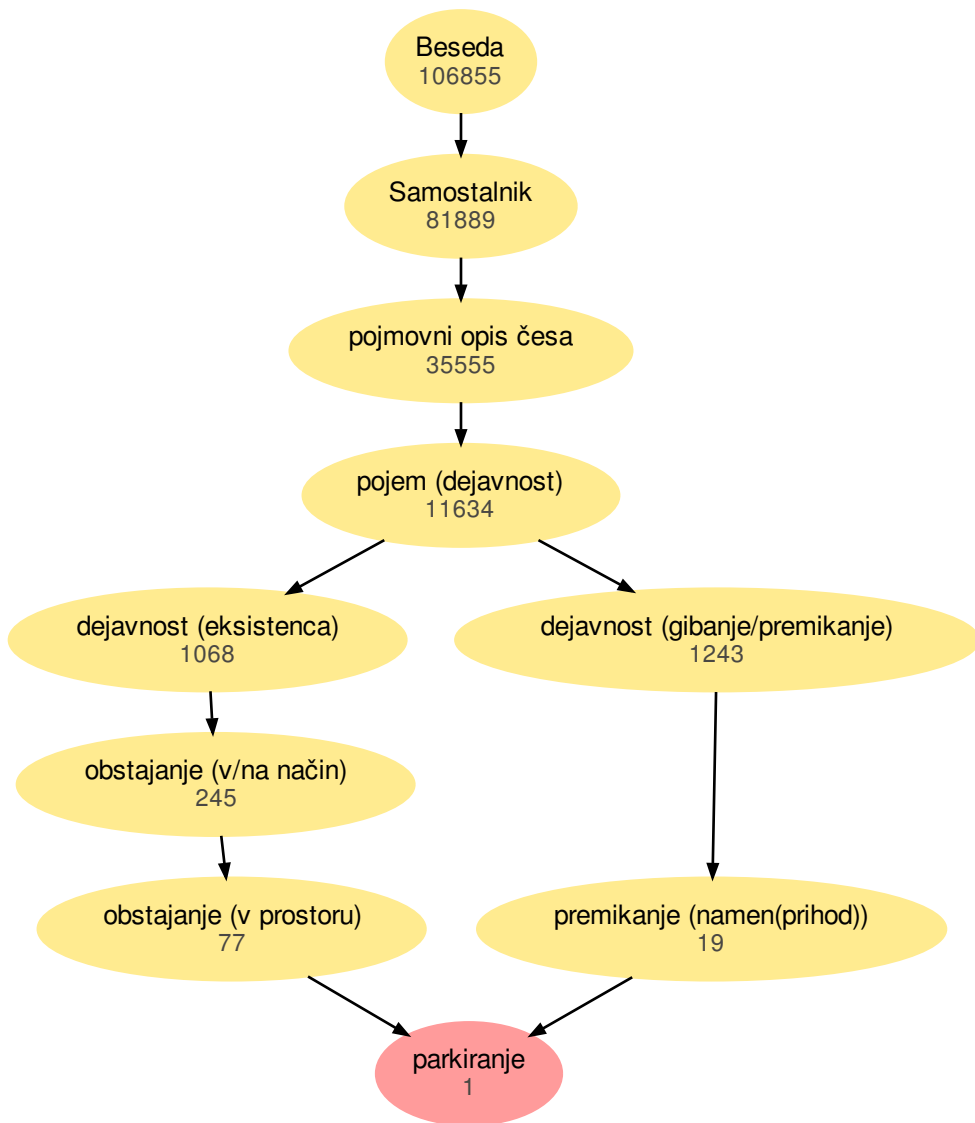 Beseda
106855
Samostalnik
81889
pojmovni opis česa
35555
pojem (dejavnost)
11634
dejavnost (eksistenca)
1068
dejavnost (gibanje/premikanje)
1243
obstajanje (v/na način)
245
obstajanje (v prostoru)
77
premikanje (namen(prihod))
19
parkiranje
1